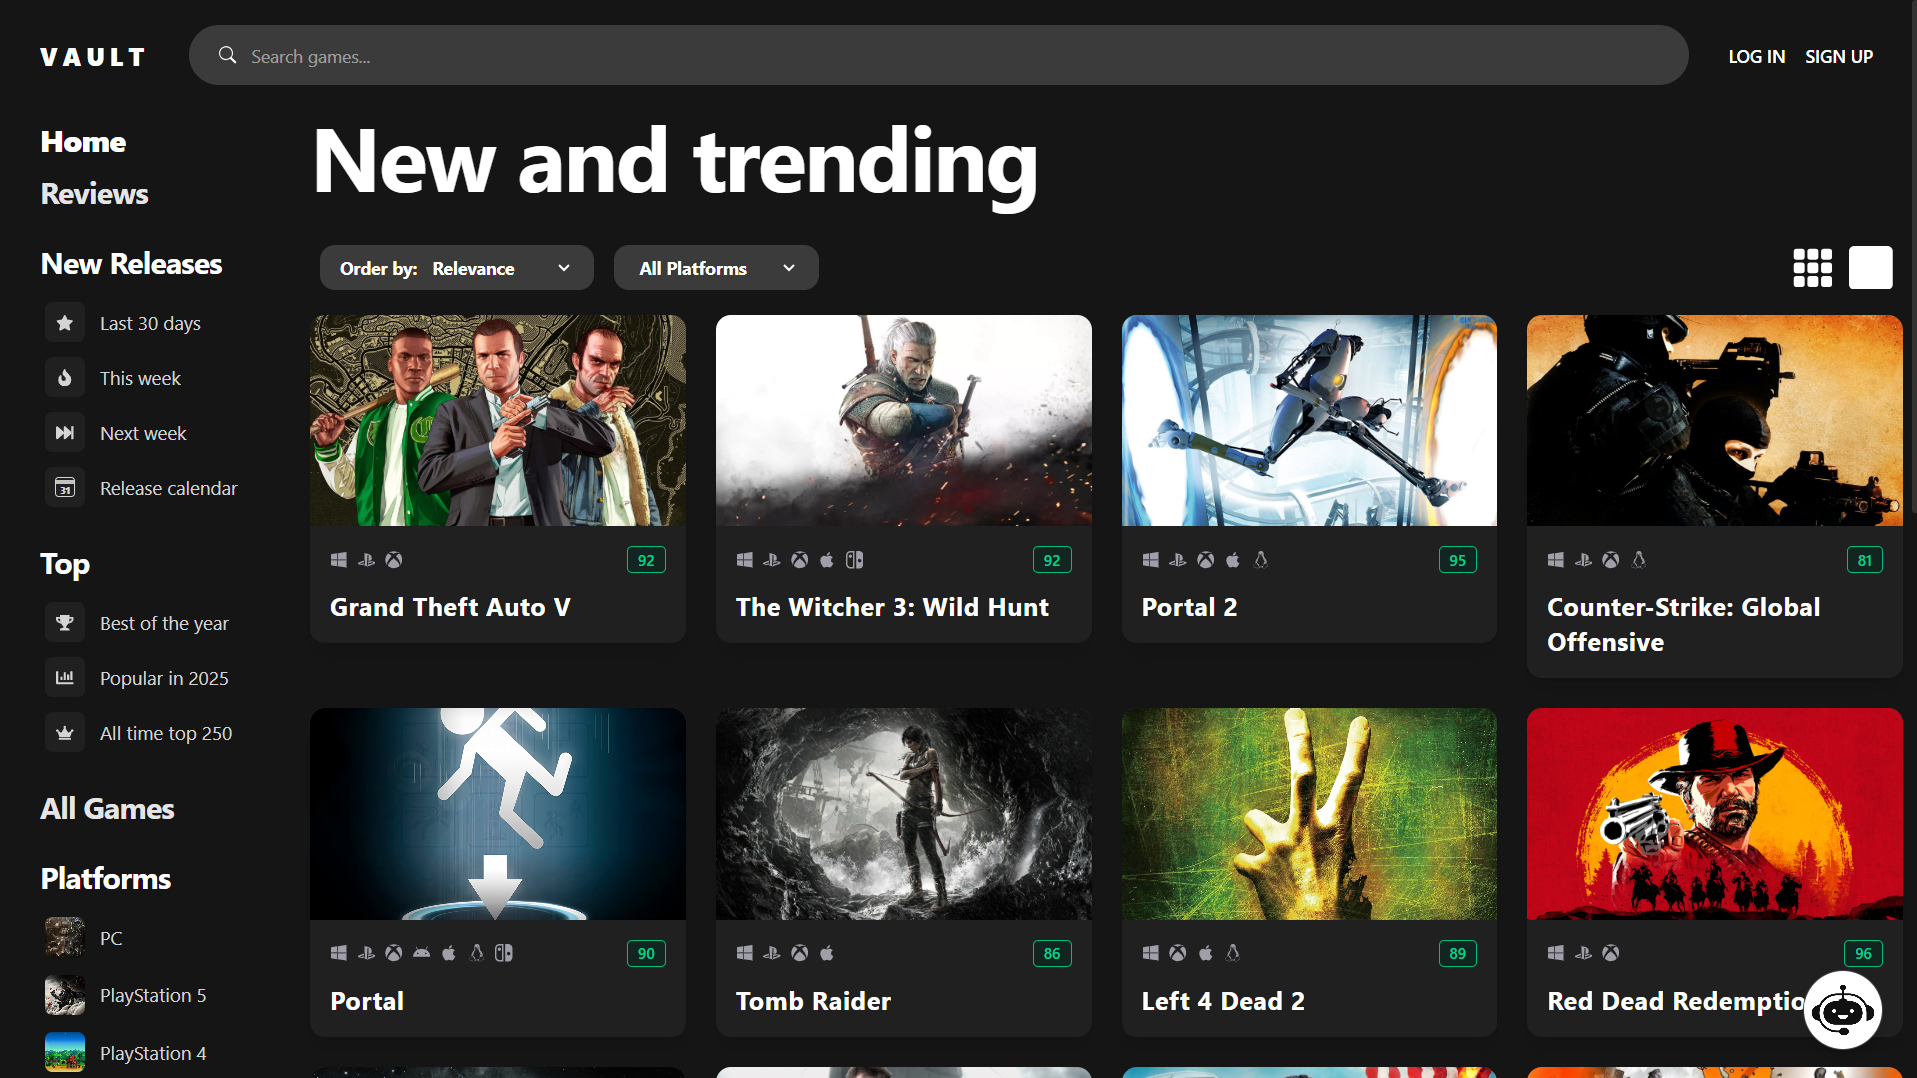 VAULT
Search games...
LOG IN
SIGN UP
Home
Reviews
New Releases
Last 30 days
This week
Next week
31
Release calendar
Top
Best of the year
Popular in 2025
All time top 250
All Games
Platforms
PC
PlayStation 5
PlayStation 4
New and trending
Order by: Relevance
All Platforms
92
Grand Theft Auto V
92
The Witcher 3: Wild Hunt
95
Portal 2
81
Counter-Strike: Global
Offensive
90
Portal
86
Tomb Raider
89
Left 4 Dead 2
96
Red Dead